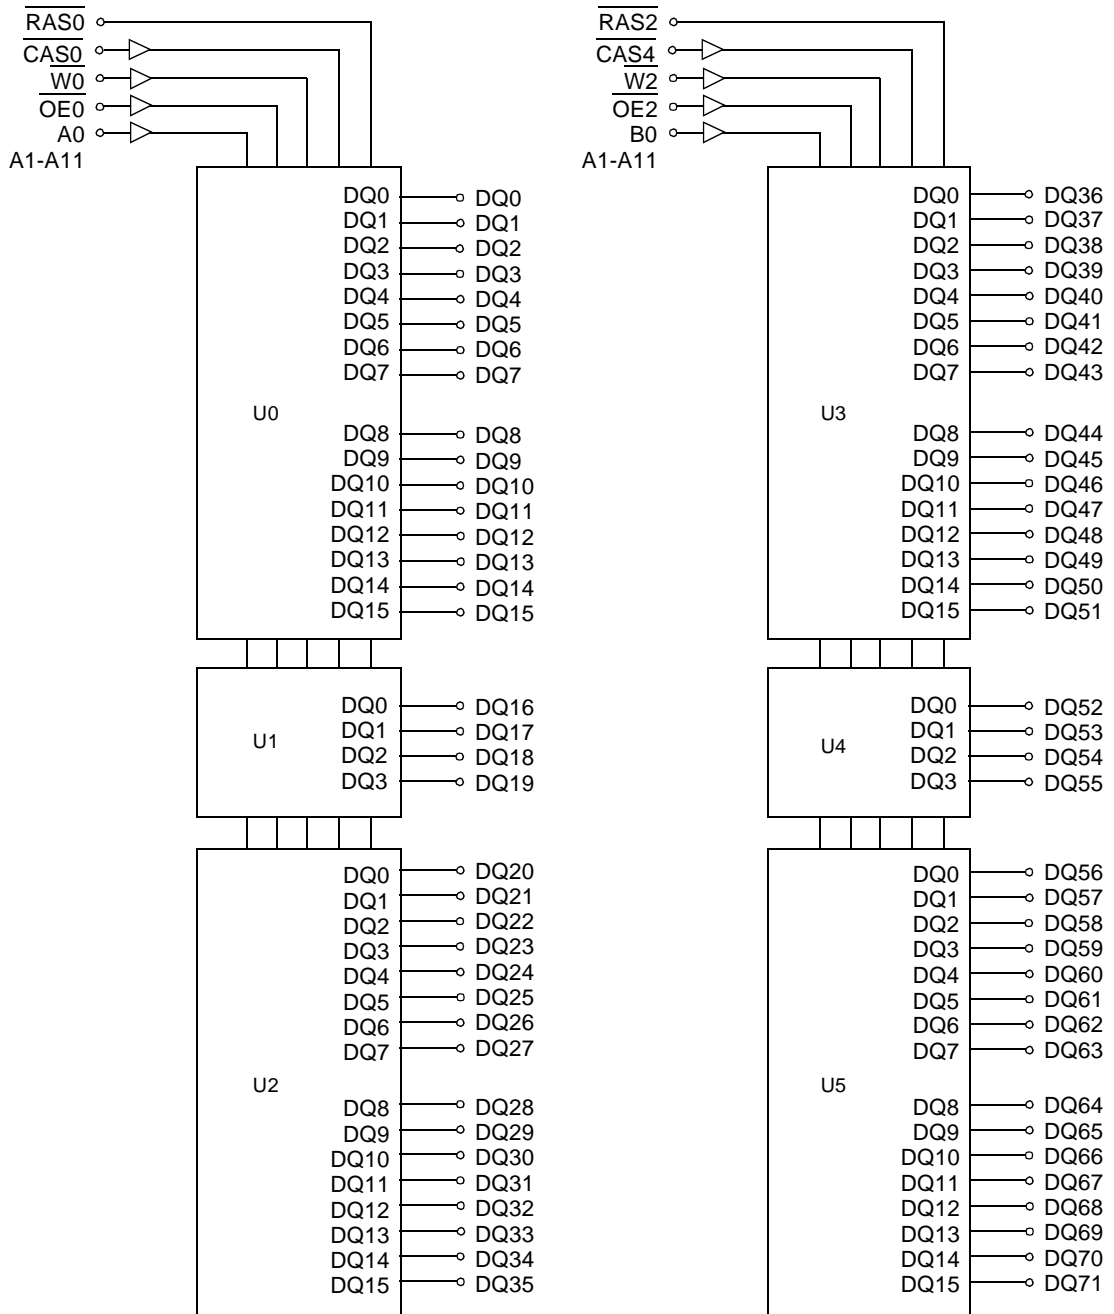 RAS0
CAS0
W0
OE0
A0
A1-A11
DQ0 DQ0
DQ1 DQ1
DQ2 DQ2
DQ3 DQ3
DQ4 DQ4
DQ5 DQ5
DQ6 DQ6
DQ7 DQ7
U0
DQ8 DQ8
DQ9 DQ9
DQ10 DQ10
DQ11 DQ11
DQ12 DQ12
DQ13 DQ13
DQ14 DQ14
DQ15 DQ15
DQ0 DQ16
DQ1 DQ17
U1
DQ2 DQ18
DQ3 DQ19
DQ0 DQ20
DQ1 DQ21
DQ2 DQ22
DQ3 DQ23
DQ4 DQ24
DQ5 DQ25
DQ6 DQ26
DQ7 DQ27
U2
DQ8 DQ28
DQ9 DQ29
DQ10 DQ30
DQ11 DQ31
DQ12 DQ32
DQ13 DQ33
DQ14 DQ34
DQ15 DQ35
RAS2
CAS4
W2
OE2
B0
A1-A11
DQ0 DQ36
DQ1 DQ37
DQ2 DQ38
DQ3 DQ39
DQ4 DQ40
DQ5 DQ41
DQ6 DQ42
DQ7 DQ43
U3
DQ8 DQ44
DQ9 DQ45
DQ10 DQ46
DQ11 DQ47
DQ12 DQ48
DQ13 DQ49
DQ14 DQ50
DQ15 DQ51
DQ0 DQ52
DQ1 DQ53
U4
DQ2 DQ54
DQ3 DQ55
DQ0 DQ56
DQ1 DQ57
DQ2 DQ58
DQ3 DQ59
DQ4 DQ60
DQ5 DQ61
DQ6 DQ62
DQ7 DQ63
U5
DQ8 DQ64
DQ9 DQ65
DQ10 DQ66
DQ11 DQ67
DQ12 DQ68
DQ13 DQ69
DQ14 DQ70
DQ15 DQ71